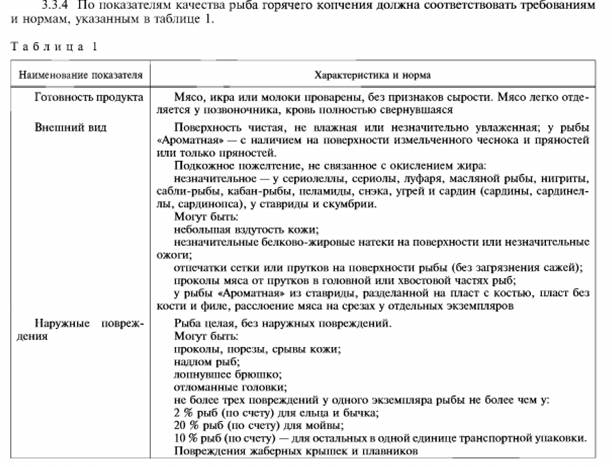 3.3.4 По показателям качества рыба горячего копчения должна соответствовать требованиям
и нормам, указанным в таблице 1.
Таблица 1
Наименование показателя
Характеристика и норма
Готовность продукта
Мясо, икра или молоки проварены, без признаков сырости. Мясо легко отде-
ляется у позвоночника, кровь полностью свернувшаяся
Внешний вид
Поверхность чистая, не влажная или незначительно увлаженная; у рыбы
«Ароматная» — с наличием на поверхности измельченного чеснока и пряностей
или только пряностей.
Подкожное пожелтение, не связанное с окислением жира:
незначительное — у сериолеллы, сериолы, луфаря, масляной рыбы, нигриты,
сабли-рыбы, кабан-рыбы, пеламиды, снэка, угрей и сардин (сардины, сардинел-
лы, сардинопса), у ставриды и скумбрии.
Могут быть:
небольшая вздутость кожи;
незначительные белково-жировые натеки на поверхности или незначительные
ожоги;
отпечатки сетки или прутков на поверхности рыбы (без загрязнения сажей);
проколы мяса от прутков в головной или хвостовой частях рыб;
у рыбы «Ароматная» из ставриды, разделанной на пласт с костью, пласт без
кости и филе, расслоение мяса на срезах у отдельных экземпляров
Наружные повреж-
дения
Рыба целая, без наружных повреждений.
Могут быть:
проколы, порезы, срывы кожи;
надлом рыб;
лопнувшее брюшко;
отломанные головки;
не более трех повреждений у одного экземпляра рыбы не более чем у:
2 % рыб (по счету) для ельца и бычка;
20 % рыб (по счету) для мойвы;
10 % рыб (по счету) — для остальных в одной единице транспортной упаковки.
Повреждения жаберных крышек и плавников